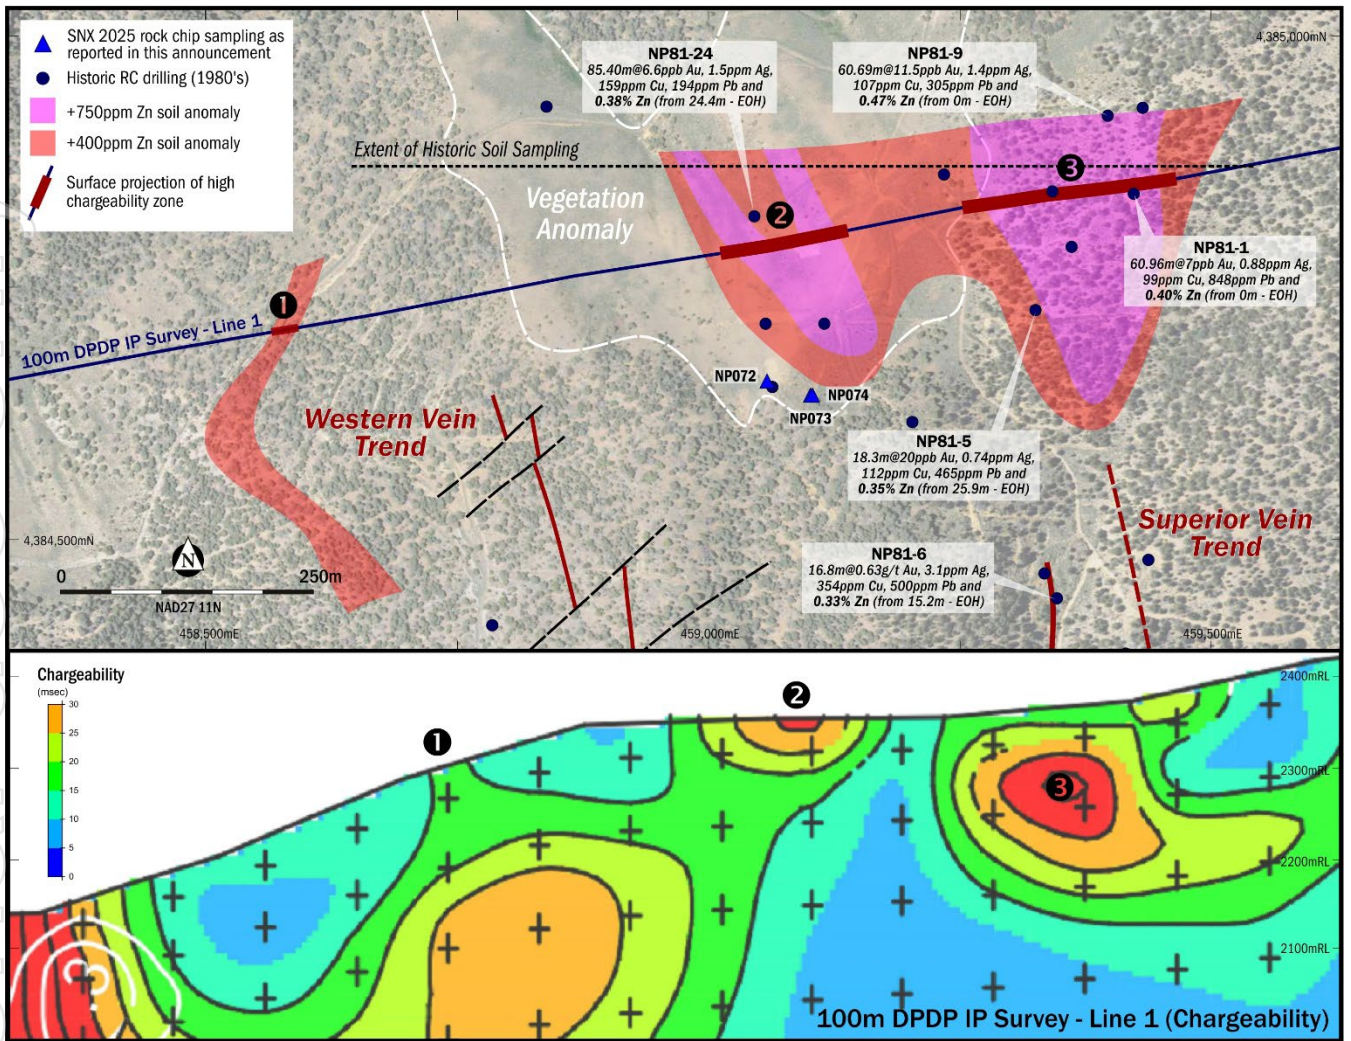 SNX 2025 rock chip sampling as
reported in this announcement
Historic RC drilling (1980's)
+750ppm Zn soil anomaly
+400ppm Zn soil anomaly
Surface projection of high
chargeability zone
NP81-24
85.40m@6.6ppb Au, 1.5ppm Ag,
159ppm Cu, 194ppm Pb and
0.38% Zn (from 24.4m - EOH)
NP81-9
60.69m@11.5ppb Au, 1.4ppm Ag,
107ppm Cu, 305ppm Pb and
0.47% Zn (from 0m - EOH)
4,385,000mN
Extent of Historic Soil Sampling
Vegetation
Anomaly
2
3
NP81-1
60.96m@7ppb Au, 0.88ppm Ag,
99ppm Cu, 848ppm Pb and
0.40% Zn (from 0m - EOH)
1
100m DPDP IP Survey - Line 1
NP072
NP074
NP073
Western Vein
Trend
NP81-5
18.3m@20ppb Au, 0.74ppm Ag,
112ppm Cu, 465ppm Pb and
0.35% Zn (from 25.9m - EOH)
Superior Vein
Trend
4,384,500mN
N
0 250m
NAD27 11N
NP81-6
16.8m@0.63g/t Au, 3.1ppm Ag,
354ppm Cu, 500ppm Pb and
0.33% Zn (from 15.2m - EOH)
458,500mE
459,000mE
459,500mE
Chargeability
(msec)
30
25
20
15
10
5
0
1
2
3
?
2400mRL
2300mRL
2200mRL
2100mRL
100m DPDP IP Survey - Line 1 (Chargeability)